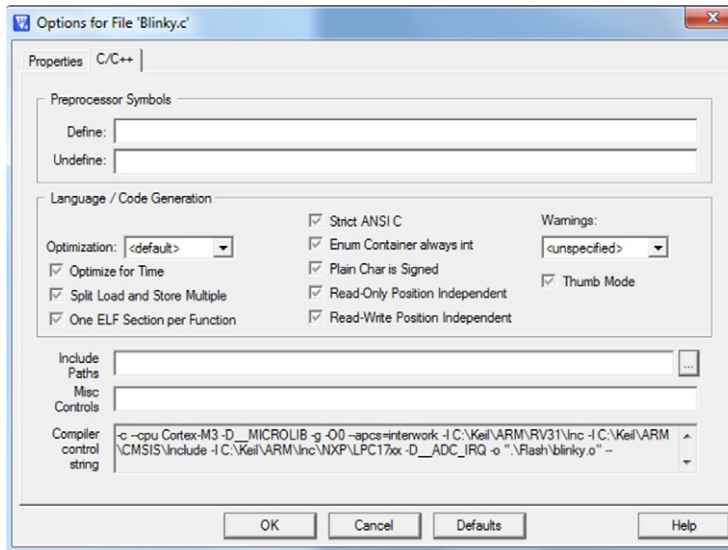 Options for File 'Blinky.c'
Properties C/C++
Preprocessor Symbols
Define:
Undefine:
Language / Code Generation
Strict ANSI C
Warnings:
Optimization: <default>
Enum Container always int
<unspecified>
Optimize for Time
Plain Char is Signed
Thumb Mode
Split Load and Store Multiple
Read-Only Position Independent
One ELF Section per Function
Read-Write Position Independent
Include Paths
...
Misc Controls
Compiler control string
-c --cpu Cortex-M3 -D__MICROLIB -g -O0 --apcs=interwork -I C:\Keil\ARM\RV31\Inc -I C:\Keil\ARM
\CMSIS\Include -I C:\Keil\ARM\Inc\NXP\LPC17xx -D__ADC_IRQ -o ".\Flash\blinky.o" --
OK Cancel Defaults Help